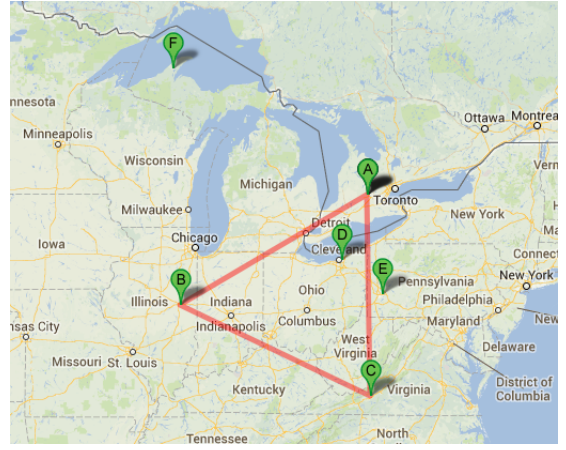 F
nnesota
Ottawa
Montrea
Minneapolis
Wisconsin
A
Vern
Michigan
Toronto
Milwaukee
New York
Detroit
Ma
Iowa
D
Chicago
Cleveland
Connect
E
B
New York
Pennsylvania
Illinois
Indiana
Ohio
Philadelphia
Indianapolis
Columbus
Maryland
New
nsas City
West
Virginia
Delaware
Missouri
St. Louis
C
District of
Columbia
Kentucky
Virginia
North
Tennessee